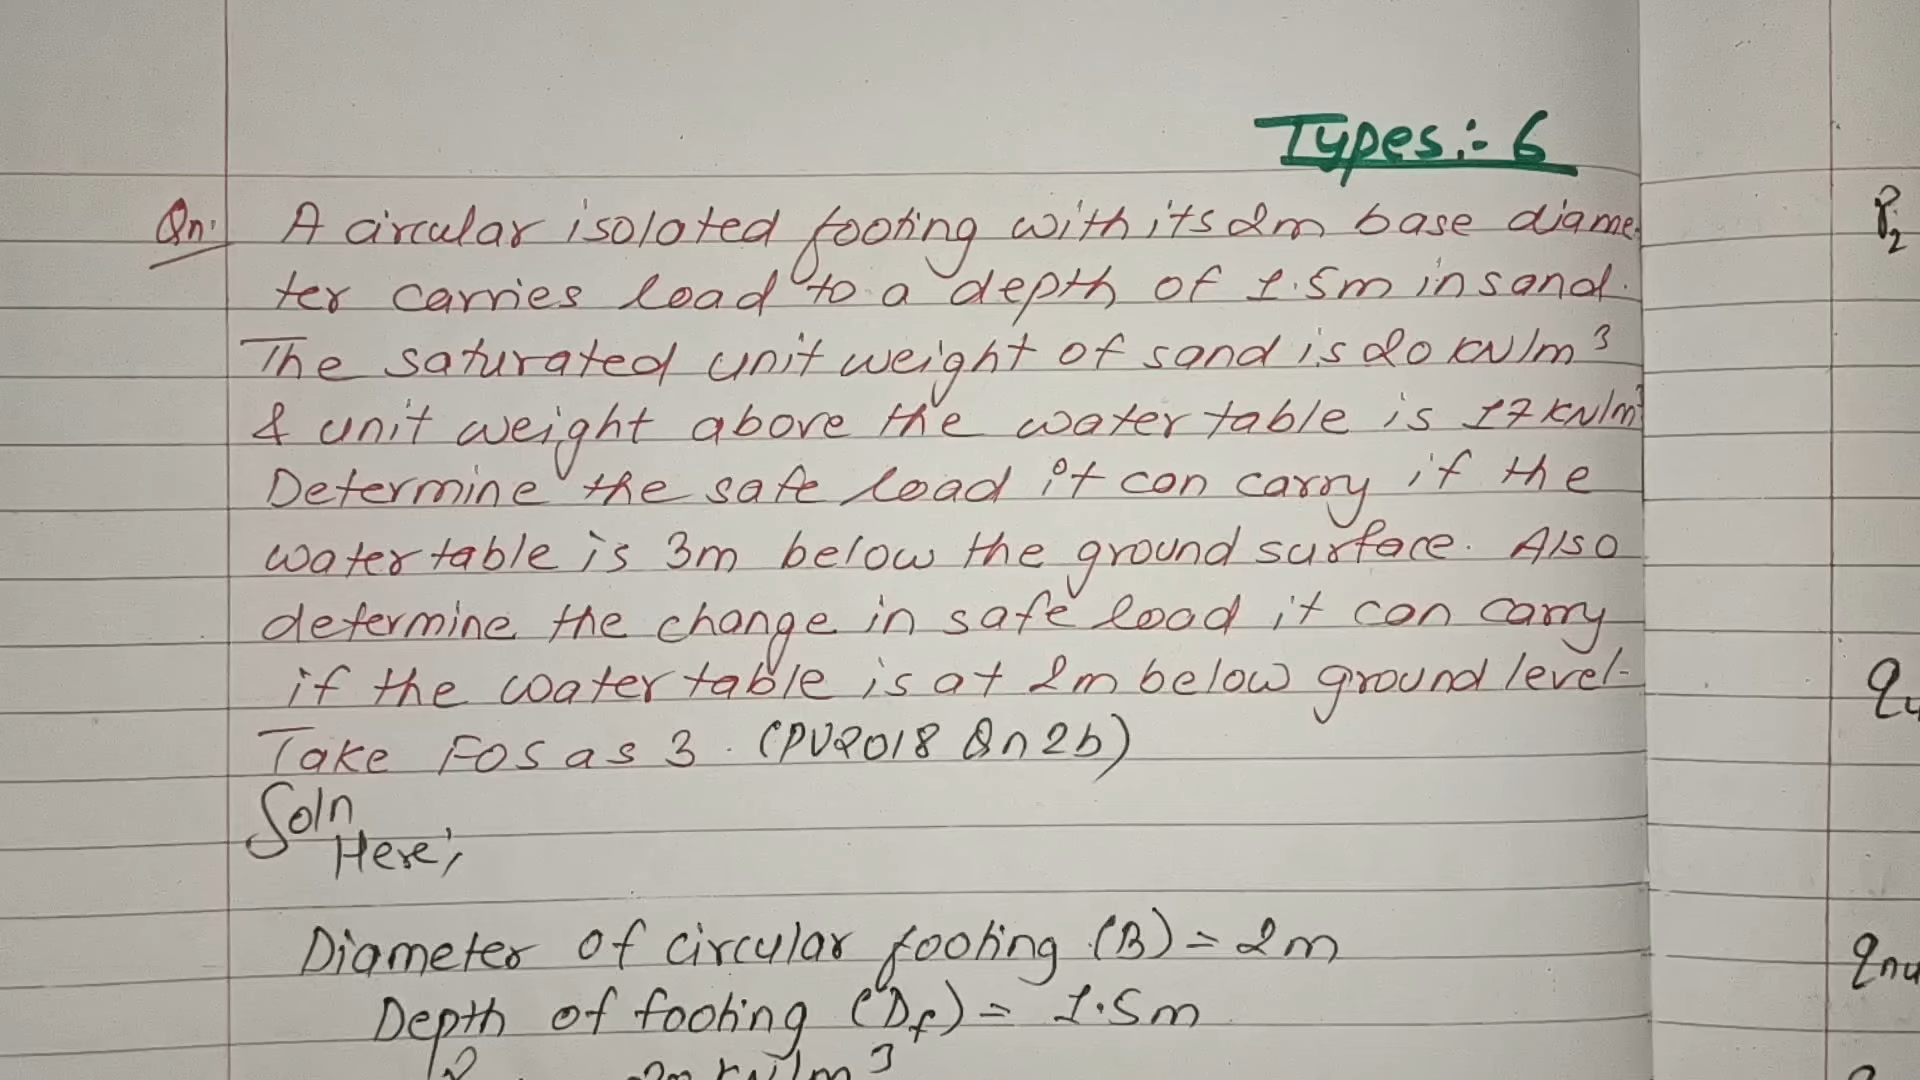 Types:- 6
Qn. A circular isolated footing with its 2m base diame-
ter carries load to a depth of 1.5m in sand.
The saturated unit weight of sand is 20 kN/m³
& unit weight above the water table is 17 kN/m³
Determine the safe load it can carry if the
water table is 3m below the ground surface. Also
determine the change in safe load it can carry
if the water table is at 2m below ground level.
Take FOS as 3. (PU2018 Qn2b)
Soln
Here,
Diameter of circular footing (B) = 2m
Depth of footing (Df) = 1.5m